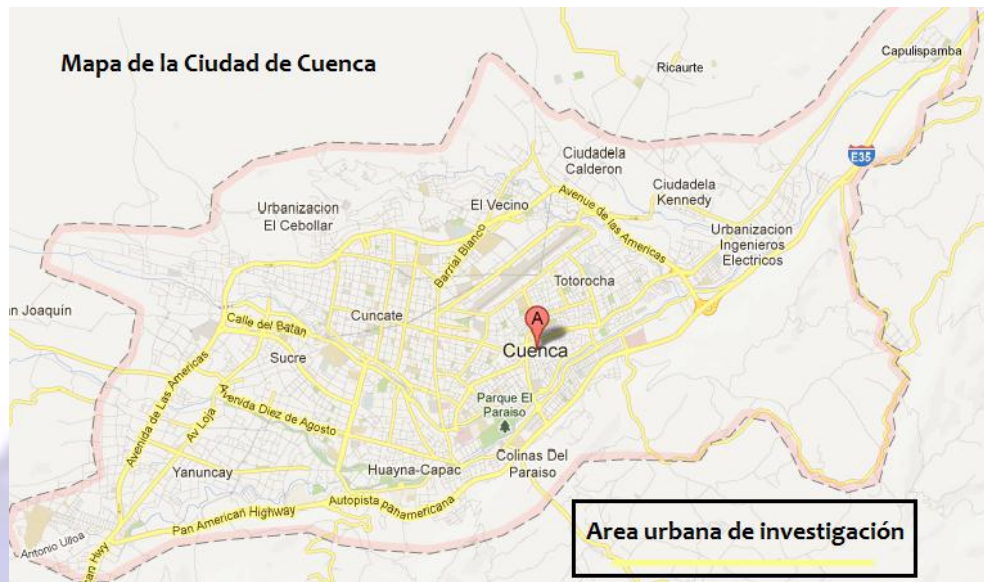 Mapa de la Ciudad de Cuenca
Capulispamba
Ricaurte
E35
Ciudadela
Calderon
Ciudadela
Kennedy
Urbanizacion
El Cebollar
El Vecino
Avenue de las Americas
Urbanizacion
Ingenieros
Electricos
Barrial Blanco
Totorocha
an Joaquín
Cuncate
A
Calle del Batan
Cuenca
Sucre
Avenida de Las Americas
Av Loja
Avenida Diez de Agosto
Parque El
Paraiso
Yanuncay
Huayna-Capac
Colinas Del
Paraiso
Autopista Panamericana
Pan American Highway
Antonio Ulloa
can Hwy
Area urbana de investigación